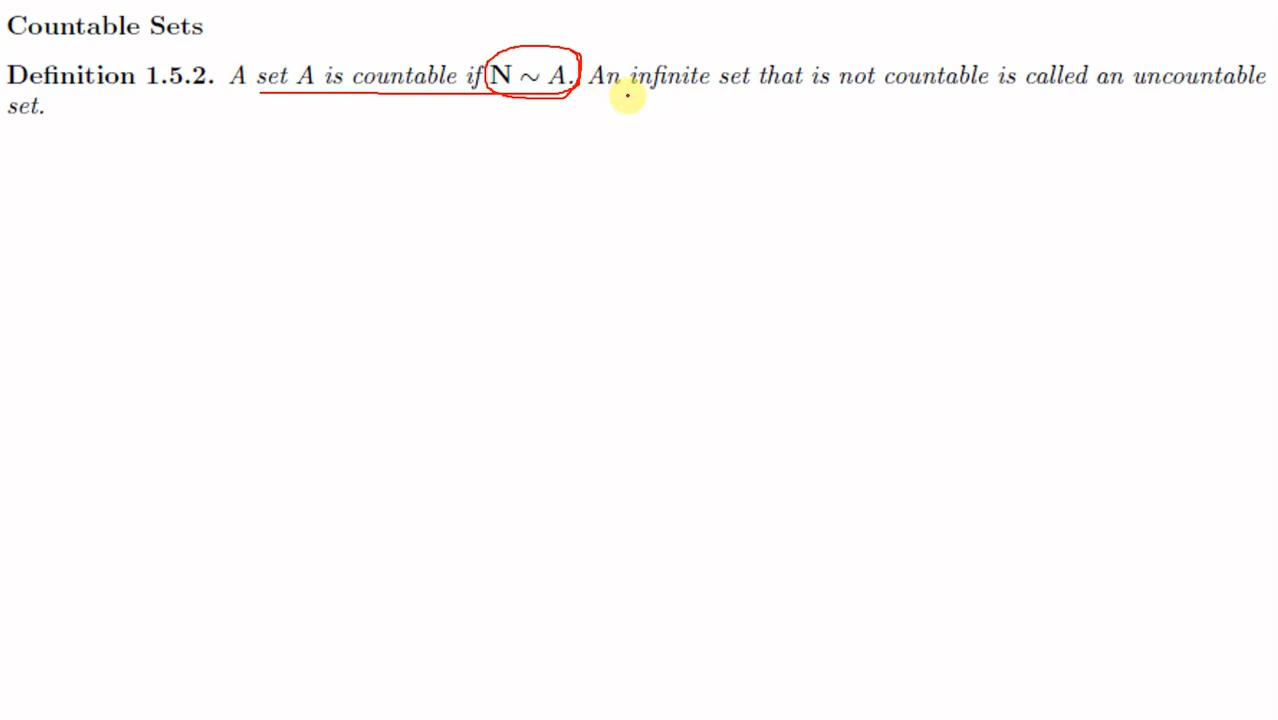 Countable Sets
Definition 1.5.2. A set A is countable if N ∼ A. An infinite set that is not countable is called an uncountable
set.